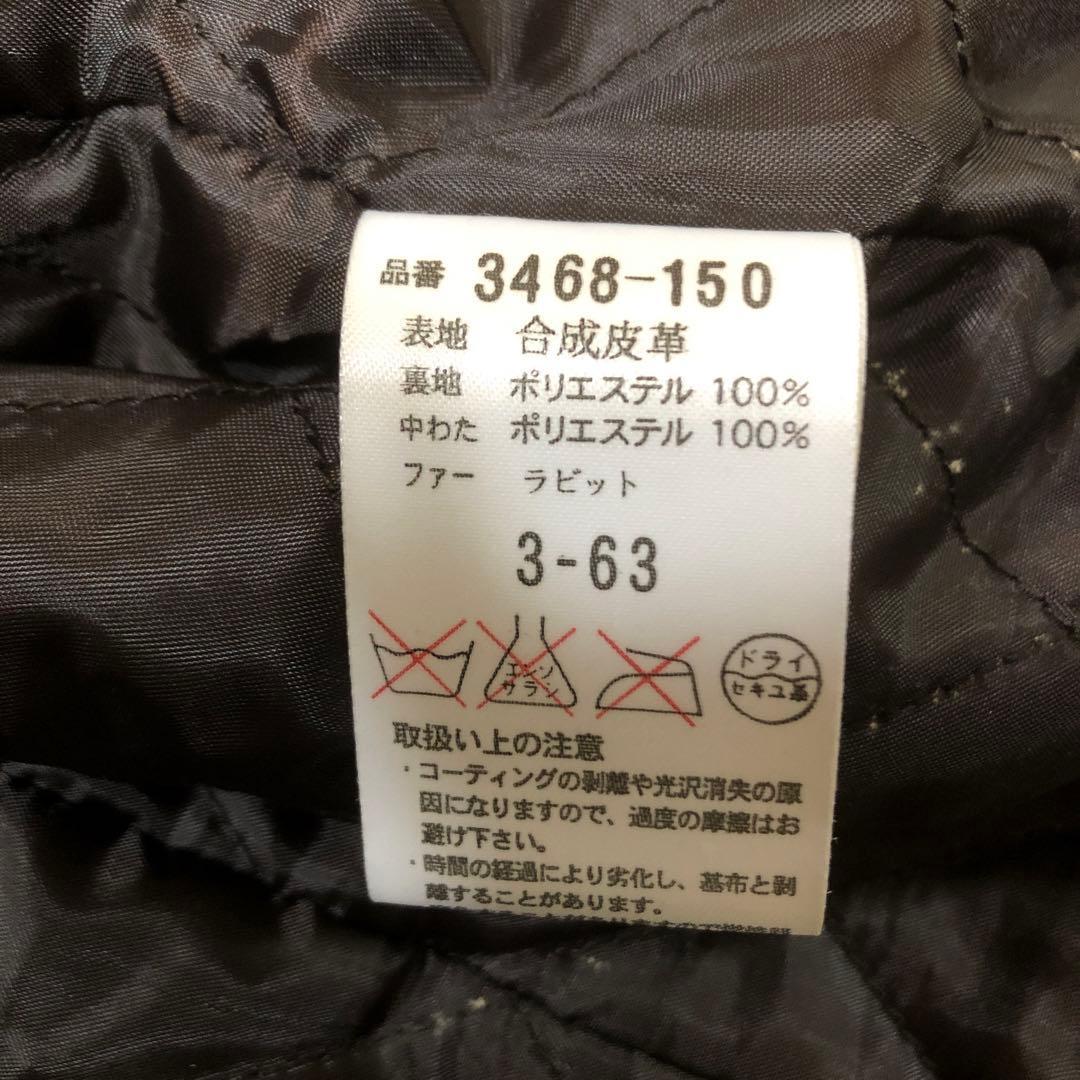 品番 3468-150
表地 合成皮革
裏地 ポリエステル 100%
中わた ポリエステル 100%
ファー ラビット
3-63
エンソ
サラシ
ドライ
セキユ系
取扱い上の注意
・コーティングの剥離や光沢消失の原
因になりますので、過度の摩擦はお
避け下さい。
・時間の経過により劣化し、基布と剥
離することがあります。